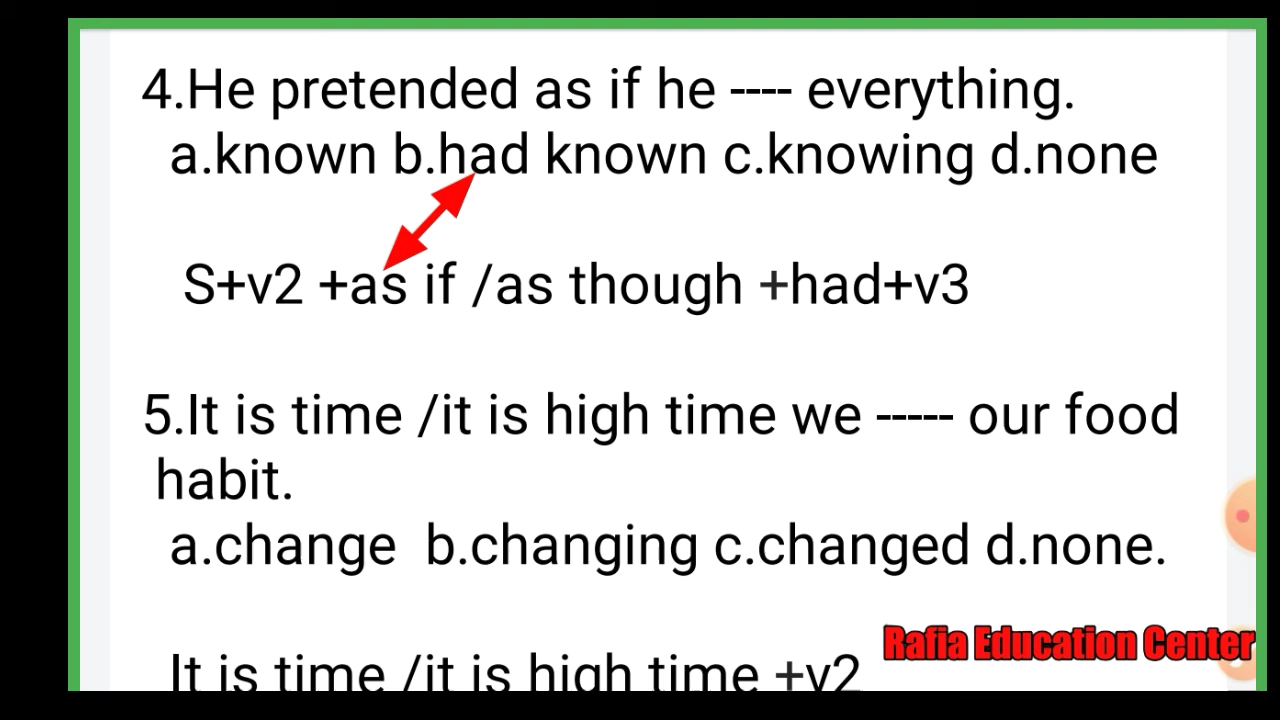 4.He pretended as if he ---- everything.
a.known b.had known c.knowing d.none
S+v2 +as if /as though +had+v3
5.It is time /it is high time we ----- our food
habit.
a.change b.changing c.changed d.none.
Rafia Education Center
It is time /it is high time +v2